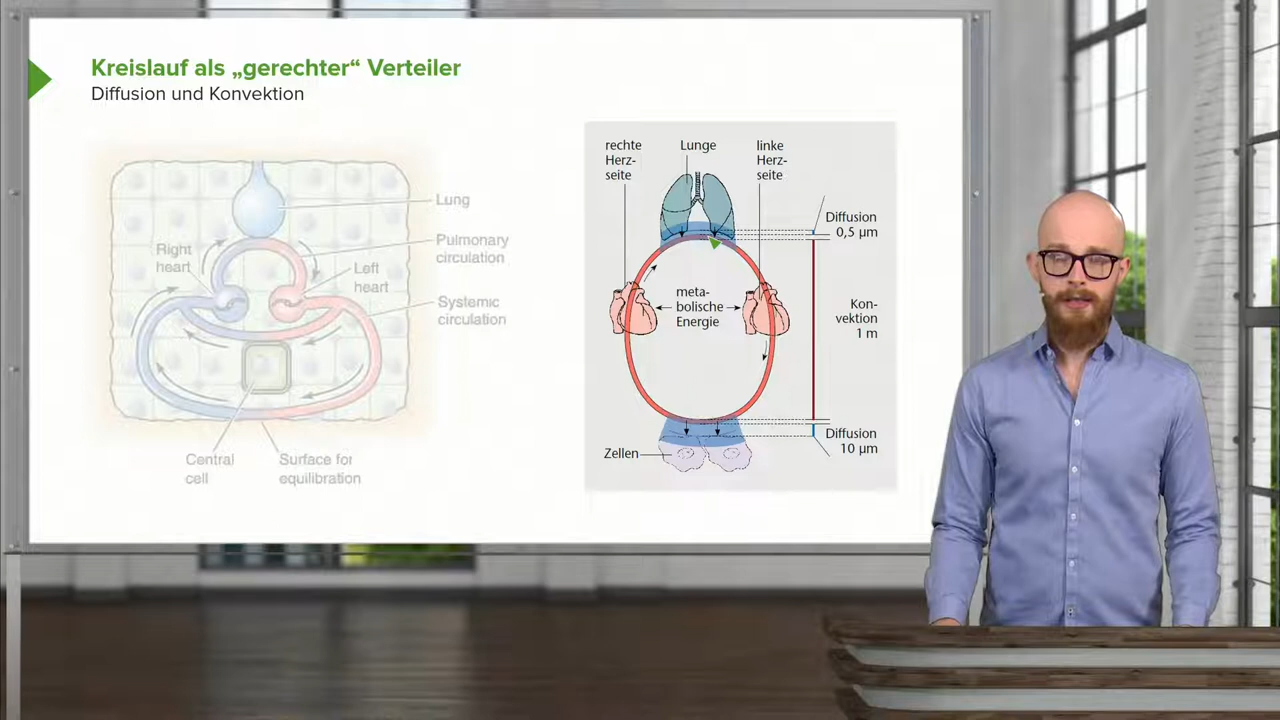 Kreislauf als „gerechter“ Verteiler
Diffusion und Konvektion
Lung
Pulmonary
circulation
Right
heart
Left
heart
Systemic
circulation
Central
cell
Surface for
equilibration
rechte
Herz-
seite
Lunge
linke
Herz-
seite
Diffusion
0,5 µm
meta-
bolische
Energie
Kon-
vektion
1 m
Diffusion
10 µm
Zellen